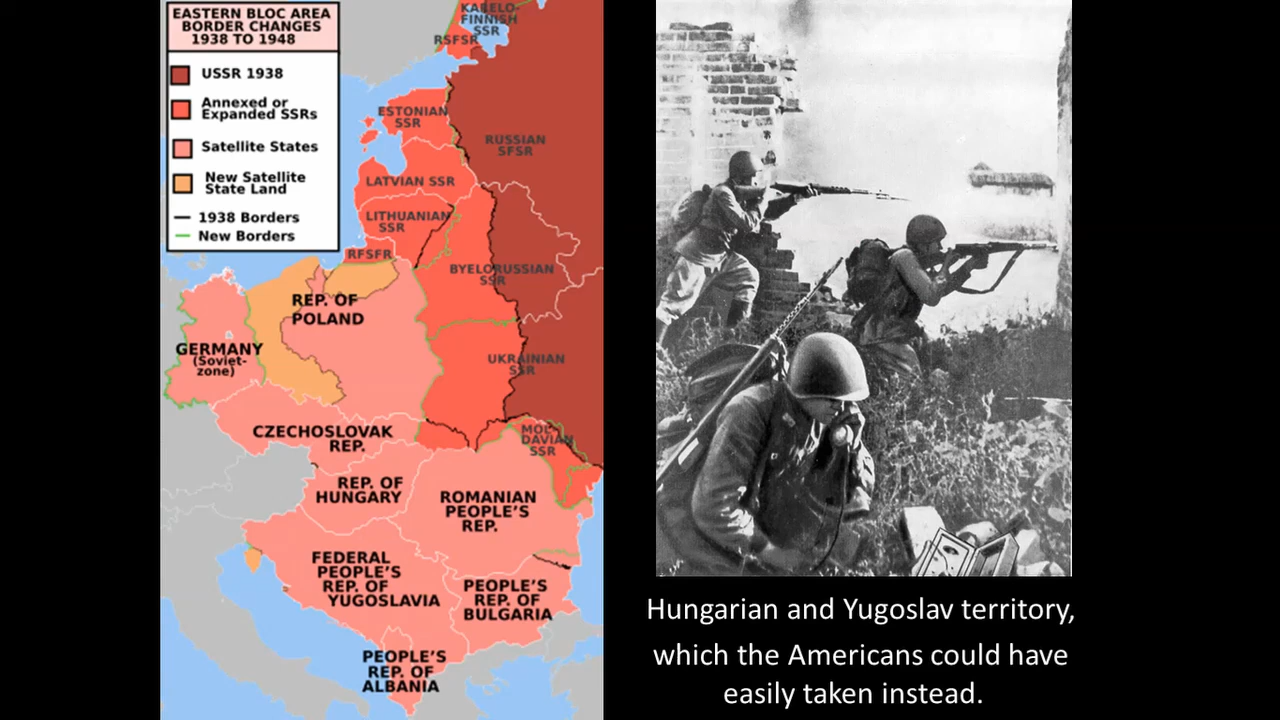 EASTERN BLOC AREA
BORDER CHANGES
1938 TO 1948
USSR 1938
Annexed or
Expanded SSRs
Satellite States
New Satellite
State Land
1938 Borders
New Borders
KARELO-
FINNISH
SSR
RSFSR
ESTONIAN
SSR
RUSSIAN
SFSR
LATVIAN SSR
LITHUANIAN
SSR
RFSFR
BYELORUSSIAN
SSR
REP. OF
POLAND
GERMANY
(Soviet-
zone)
UKRAINIAN
SSR
CZECHOSLOVAK
REP.
MOL-
DAVIAN
SSR
REP. OF
HUNGARY
ROMANIAN
PEOPLE'S
REP.
FEDERAL
PEOPLE'S
REP. OF
YUGOSLAVIA
PEOPLE'S
REP. OF
BULGARIA
PEOPLE'S
REP. OF
ALBANIA
Hungarian and Yugoslav territory,
which the Americans could have
easily taken instead.